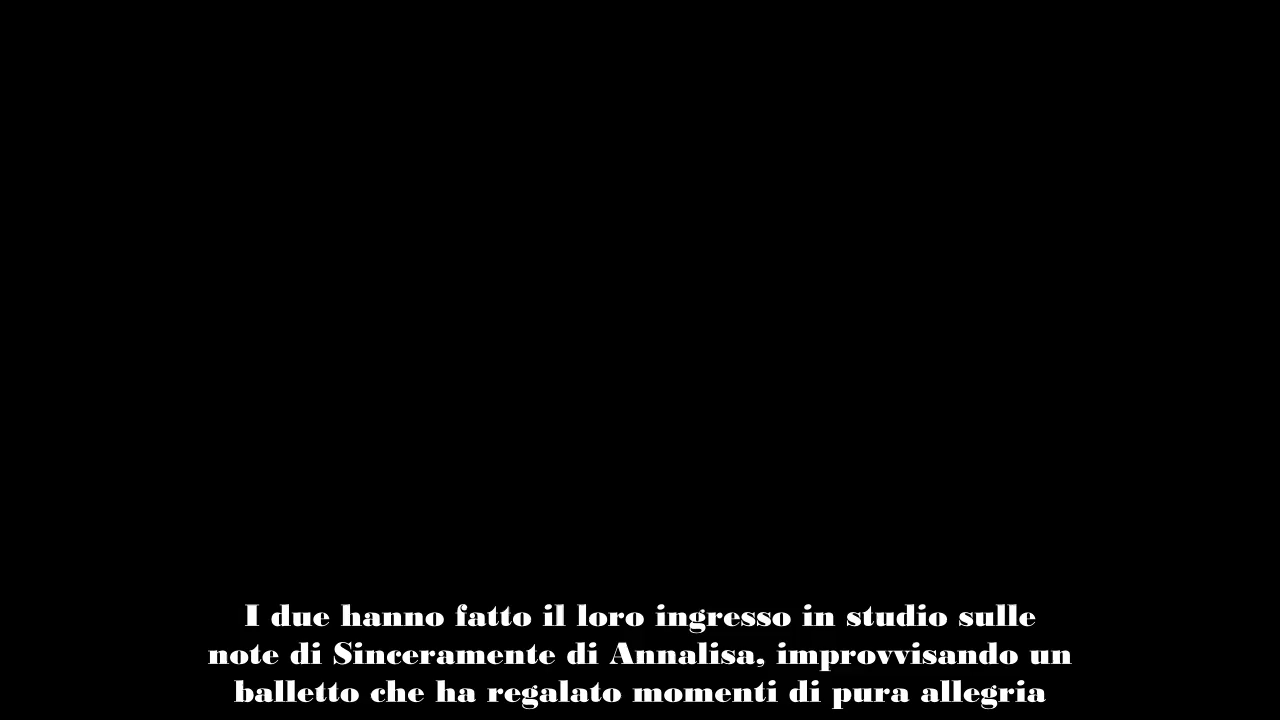 I due hanno fatto il loro ingresso in studio sulle
note di Sinceramente di Annalisa, improvvisando un
balletto che ha regalato momenti di pura allegria